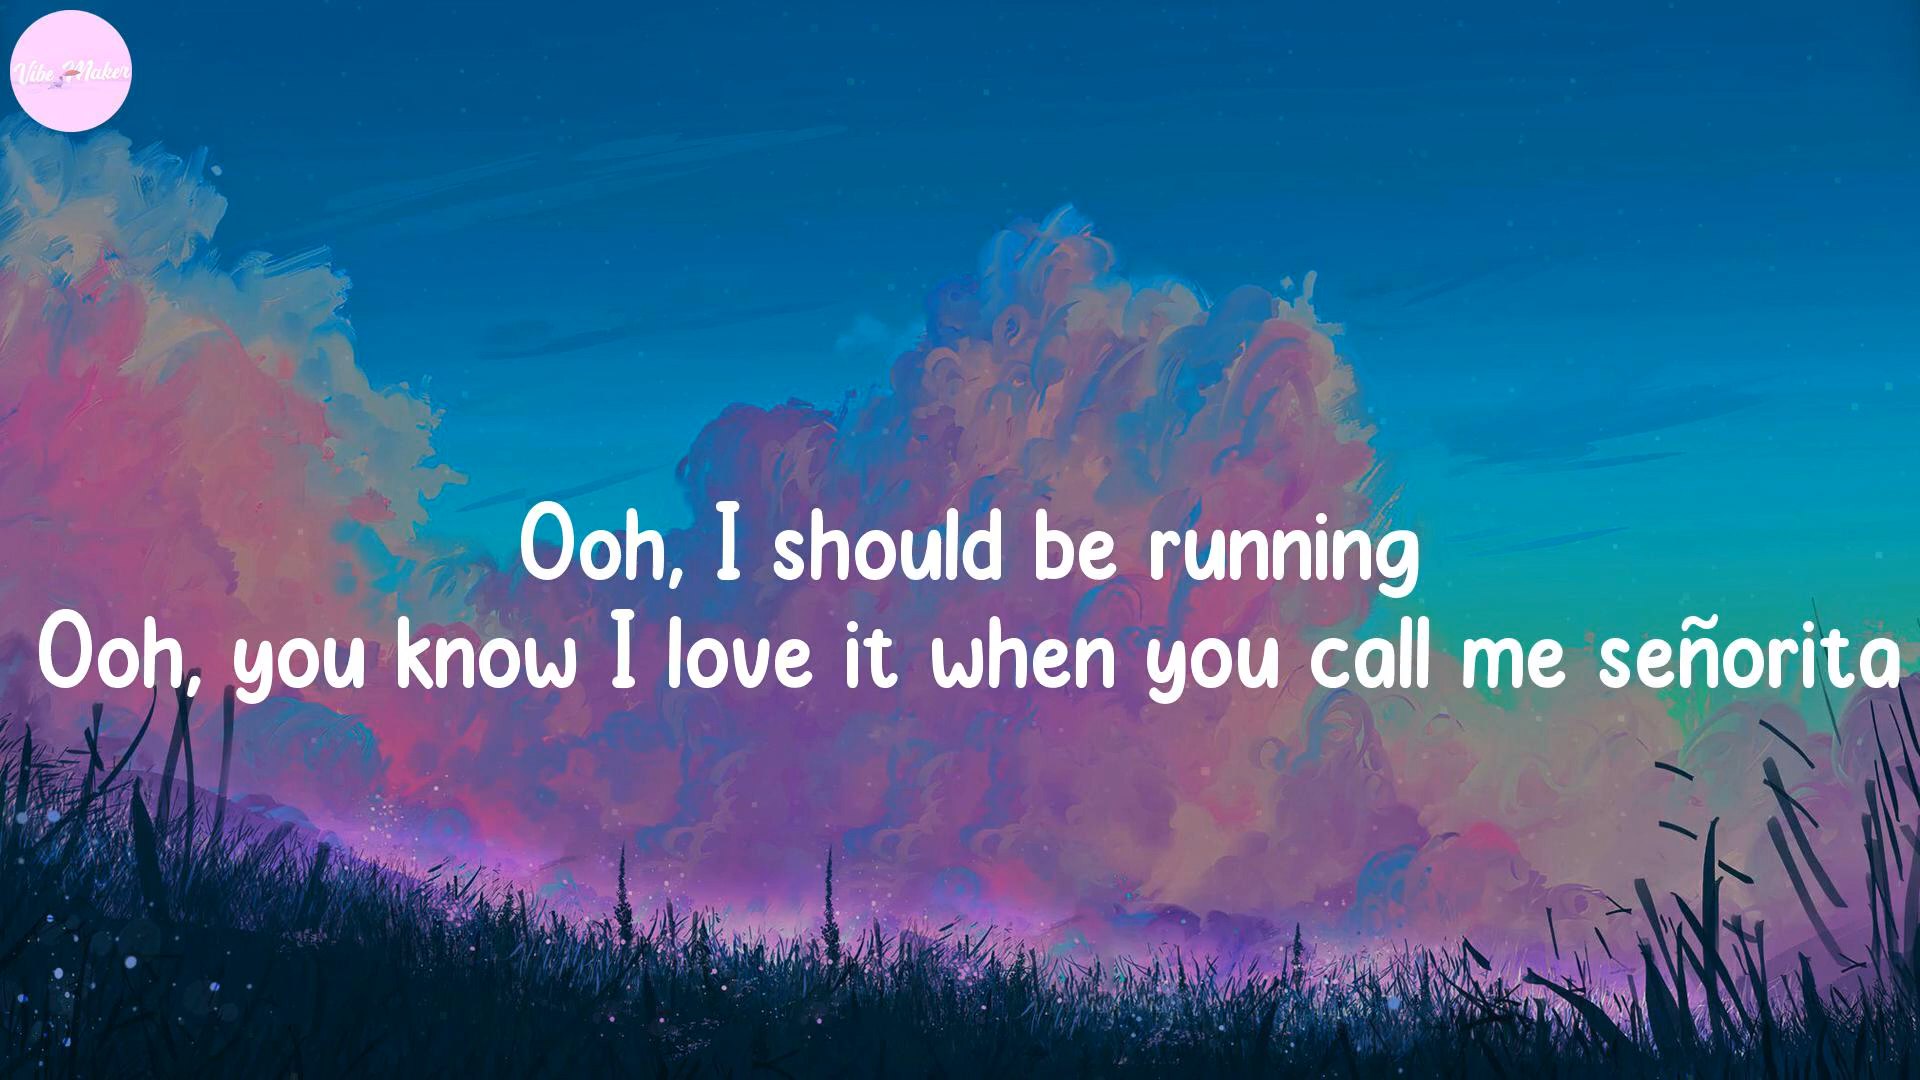 Vibe Maker
Ooh, I should be running
Ooh, you know I love it when you call me señorita